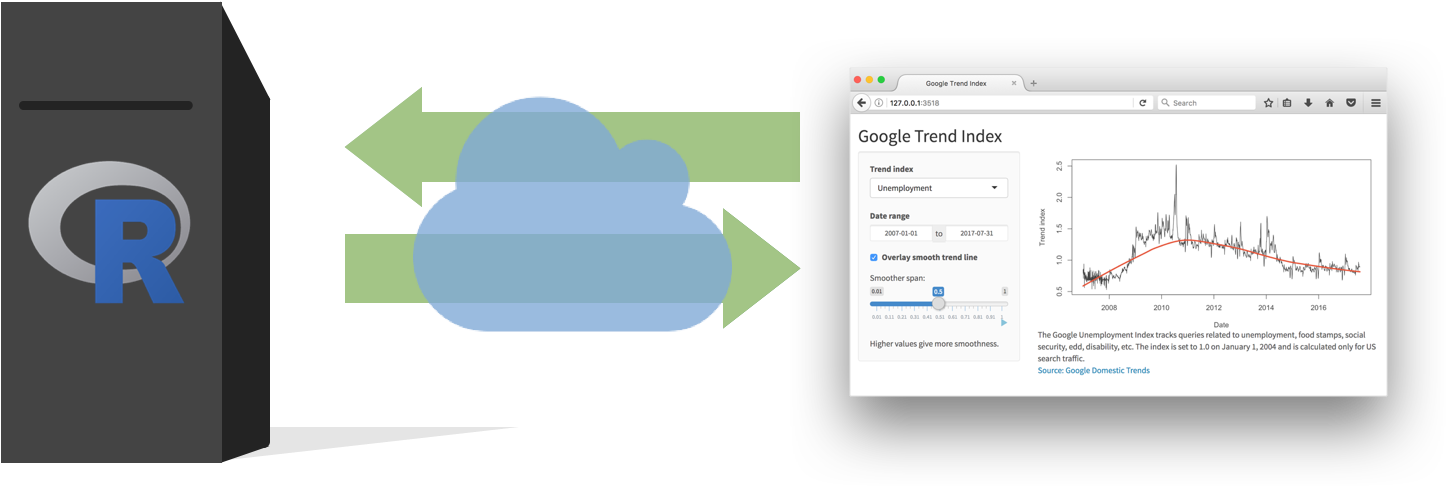 R
Google Trend Index
127.0.0.1:3518
Search
Google Trend Index
Trend index
Unemployment
Date range
2007-01-01 to 2017-07-31
Overlay smooth trend line
Smoother span:
0.01 0.5 1
0.01 0.11 0.21 0.31 0.41 0.51 0.61 0.71 0.81 0.91 1
Higher values give more smoothness.
Trend index
2.5
2.0
1.5
1.0
0.5
2008 2010 2012 2014 2016
Date
The Google Unemployment Index tracks queries related to unemployment, food stamps, social
security, edd, disability, etc. The index is set to 1.0 on January 1, 2004 and is calculated only for US
search traffic.
Source: Google Domestic Trends